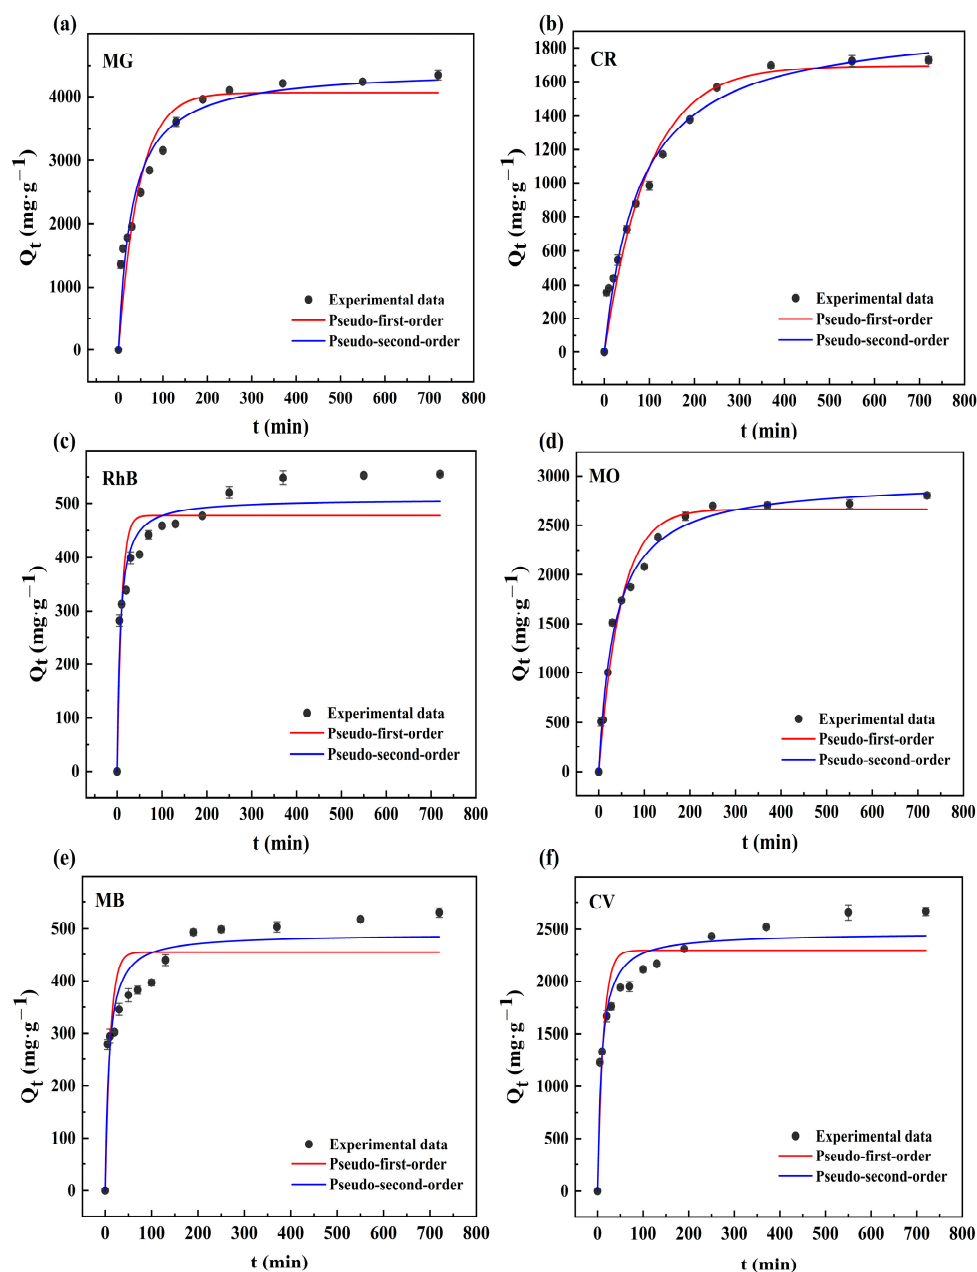 (a)
MG
4000
3000
2000
1000
0
Qt (mg·g−1)
Experimental data
Pseudo-first-order
Pseudo-second-order
0 100 200 300 400 500 600 700 800
t (min)
(b)
CR
1800
1600
1400
1200
1000
800
600
400
200
0
Qt (mg·g−1)
Experimental data
Pseudo-first-order
Pseudo-second-order
0 100 200 300 400 500 600 700 800
t (min)
(c)
RhB
500
400
300
200
100
0
Qt (mg·g−1)
Experimental data
Pseudo-first-order
Pseudo-second-order
0 100 200 300 400 500 600 700 800
t (min)
(d)
MO
3000
2500
2000
1500
1000
500
0
Qt (mg·g−1)
Experimental data
Pseudo-first-order
Pseudo-second-order
0 100 200 300 400 500 600 700 800
t (min)
(e)
MB
500
400
300
200
100
0
Qt (mg·g−1)
Experimental data
Pseudo-first-order
Pseudo-second-order
0 100 200 300 400 500 600 700 800
t (min)
(f)
CV
2500
2000
1500
1000
500
0
Qt (mg·g−1)
Experimental data
Pseudo-first-order
Pseudo-second-order
0 100 200 300 400 500 600 700 800
t (min)